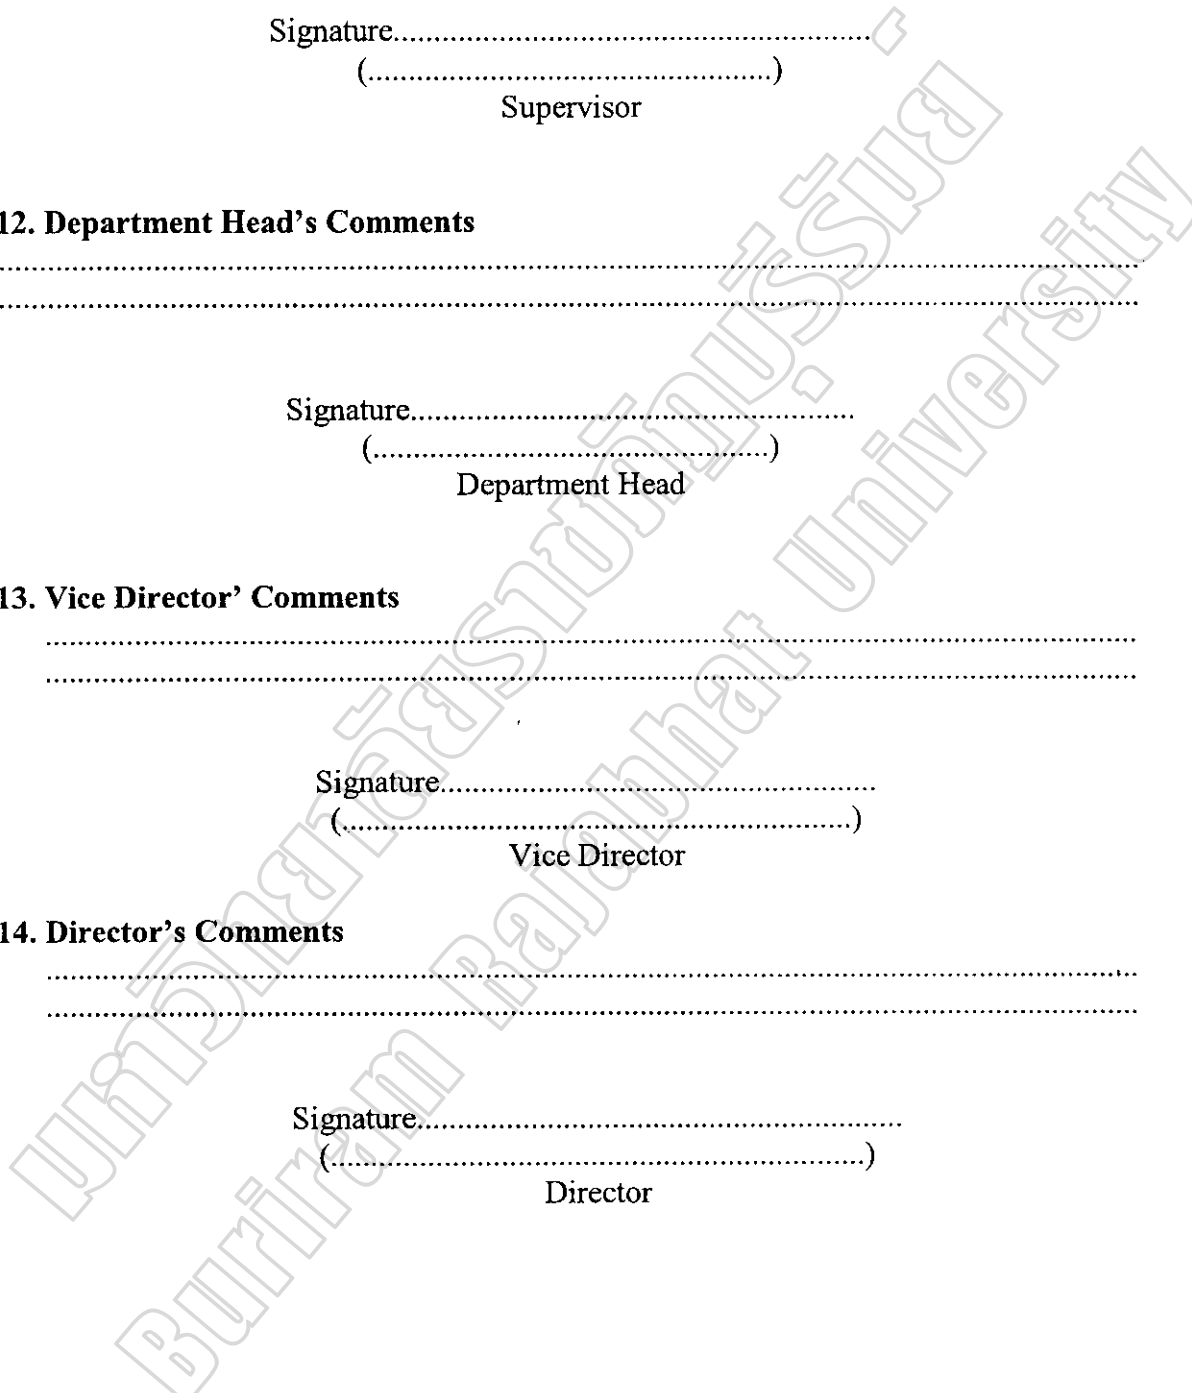 Signature............................................................
(..................................................)
Supervisor
12. Department Head's Comments
................................................................................................................................................
................................................................................................................................................
Signature.......................................................
(.................................................)
Department Head
13. Vice Director' Comments
..........................................................................................................................................
..........................................................................................................................................
Signature.......................................................
(...............................................................)
Vice Director
14. Director's Comments
..........................................................................................................................................
..........................................................................................................................................
Signature.............................................................
(..................................................................)
Director
มหาวิทยาลัยราชภัฏบุรีรัมย์
Buriram Rajabhat University